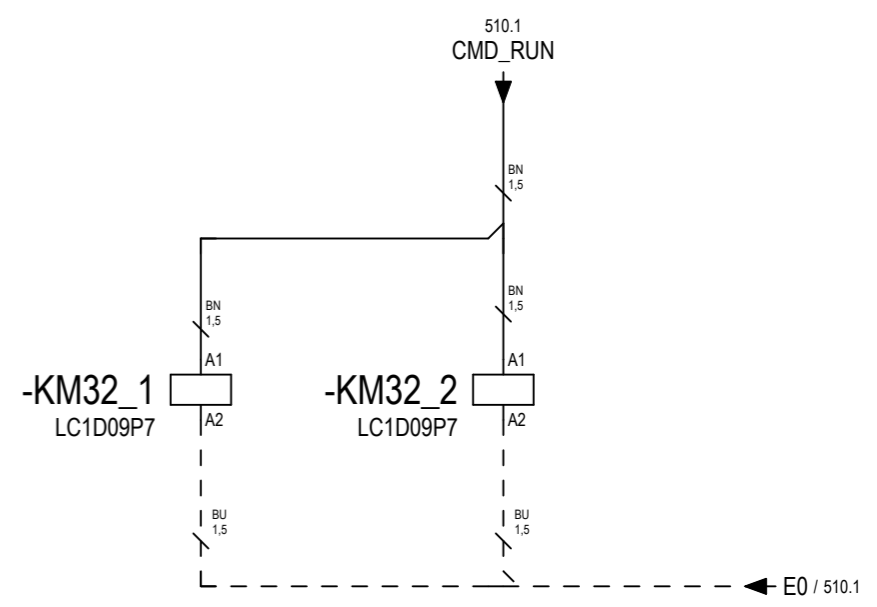 510.1
CMD_RUN
BN
1,5
BN
1,5
BN
1,5
A1
A1
-KM32_1
-KM32_2
LC1D09P7
A2
LC1D09P7
A2
BU
1,5
BU
1,5
E0 / 510.1